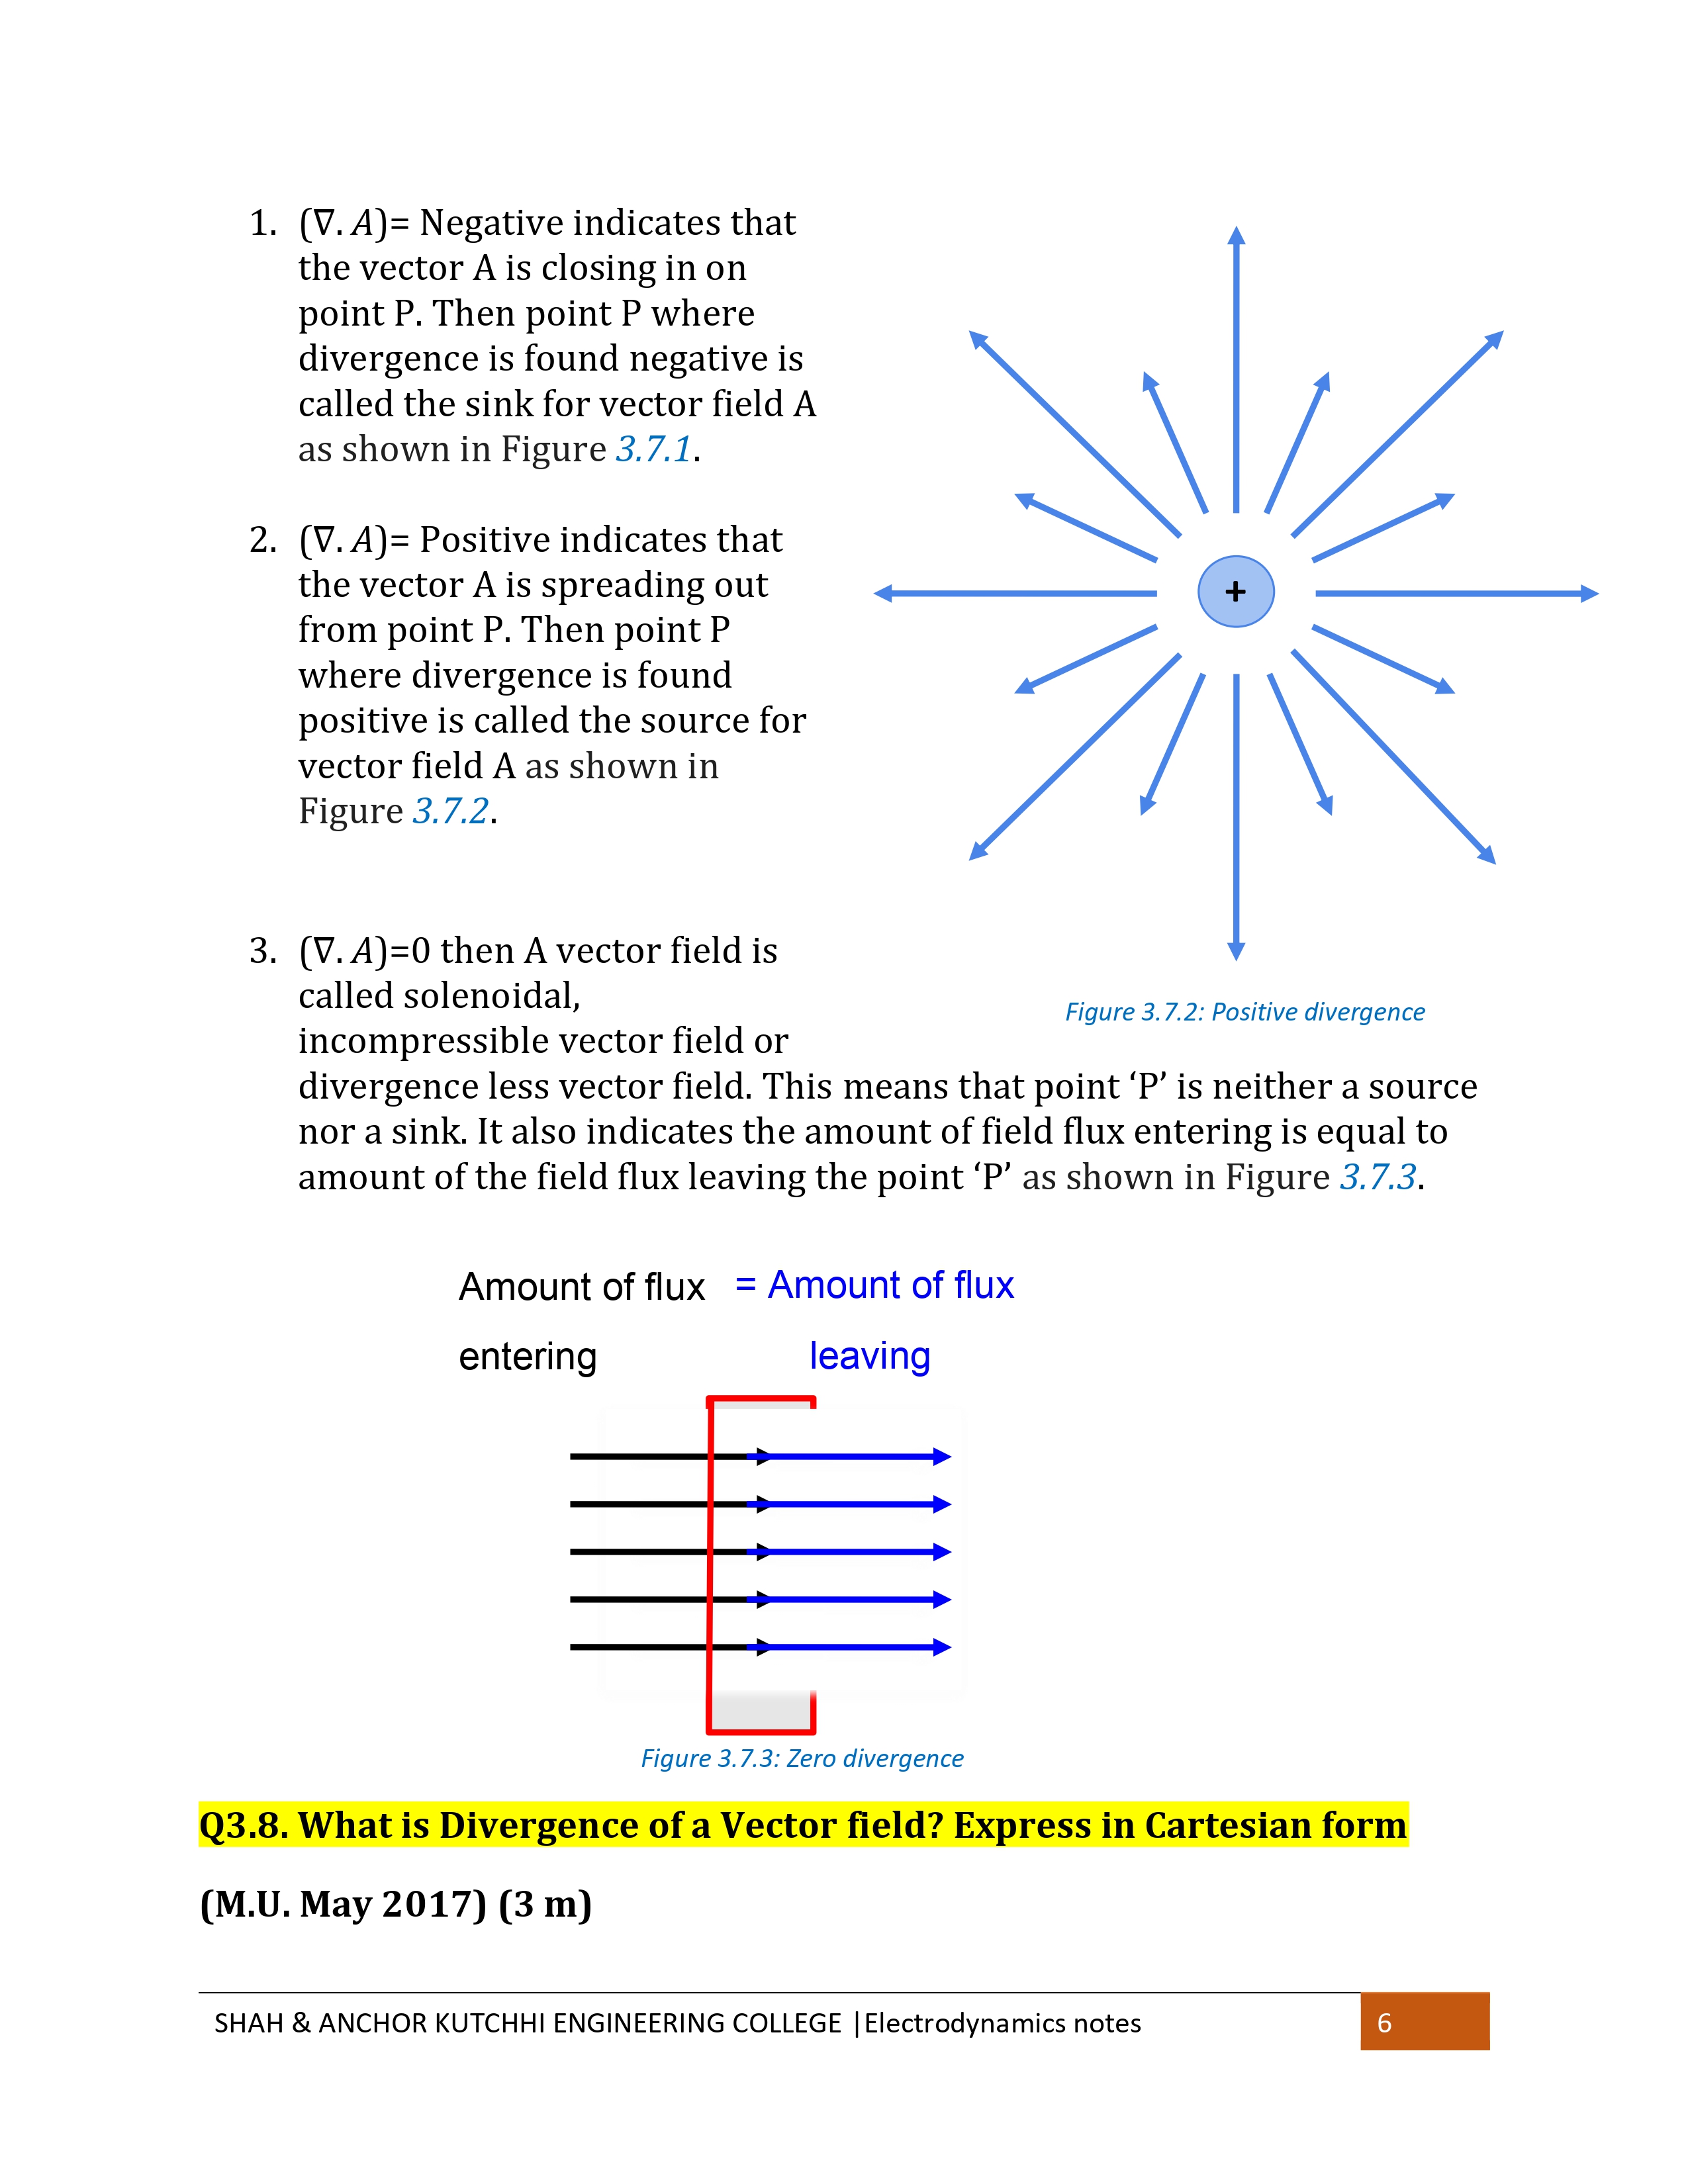 1. (∇. A)= Negative indicates that
the vector A is closing in on
point P. Then point P where
divergence is found negative is
called the sink for vector field A
as shown in Figure 3.7.1.
2. (∇. A)= Positive indicates that
the vector A is spreading out
from point P. Then point P
where divergence is found
positive is called the source for
vector field A as shown in
Figure 3.7.2.
+
Figure 3.7.2: Positive divergence
3. (∇. A)=0 then A vector field is
called solenoidal,
incompressible vector field or
divergence less vector field. This means that point ‘P’ is neither a source
nor a sink. It also indicates the amount of field flux entering is equal to
amount of the field flux leaving the point ‘P’ as shown in Figure 3.7.3.
Amount of flux = Amount of flux
entering leaving
Figure 3.7.3: Zero divergence
Q3.8. What is Divergence of a Vector field? Express in Cartesian form
(M.U. May 2017) (3 m)
SHAH & ANCHOR KUTCHHI ENGINEERING COLLEGE |Electrodynamics notes 6